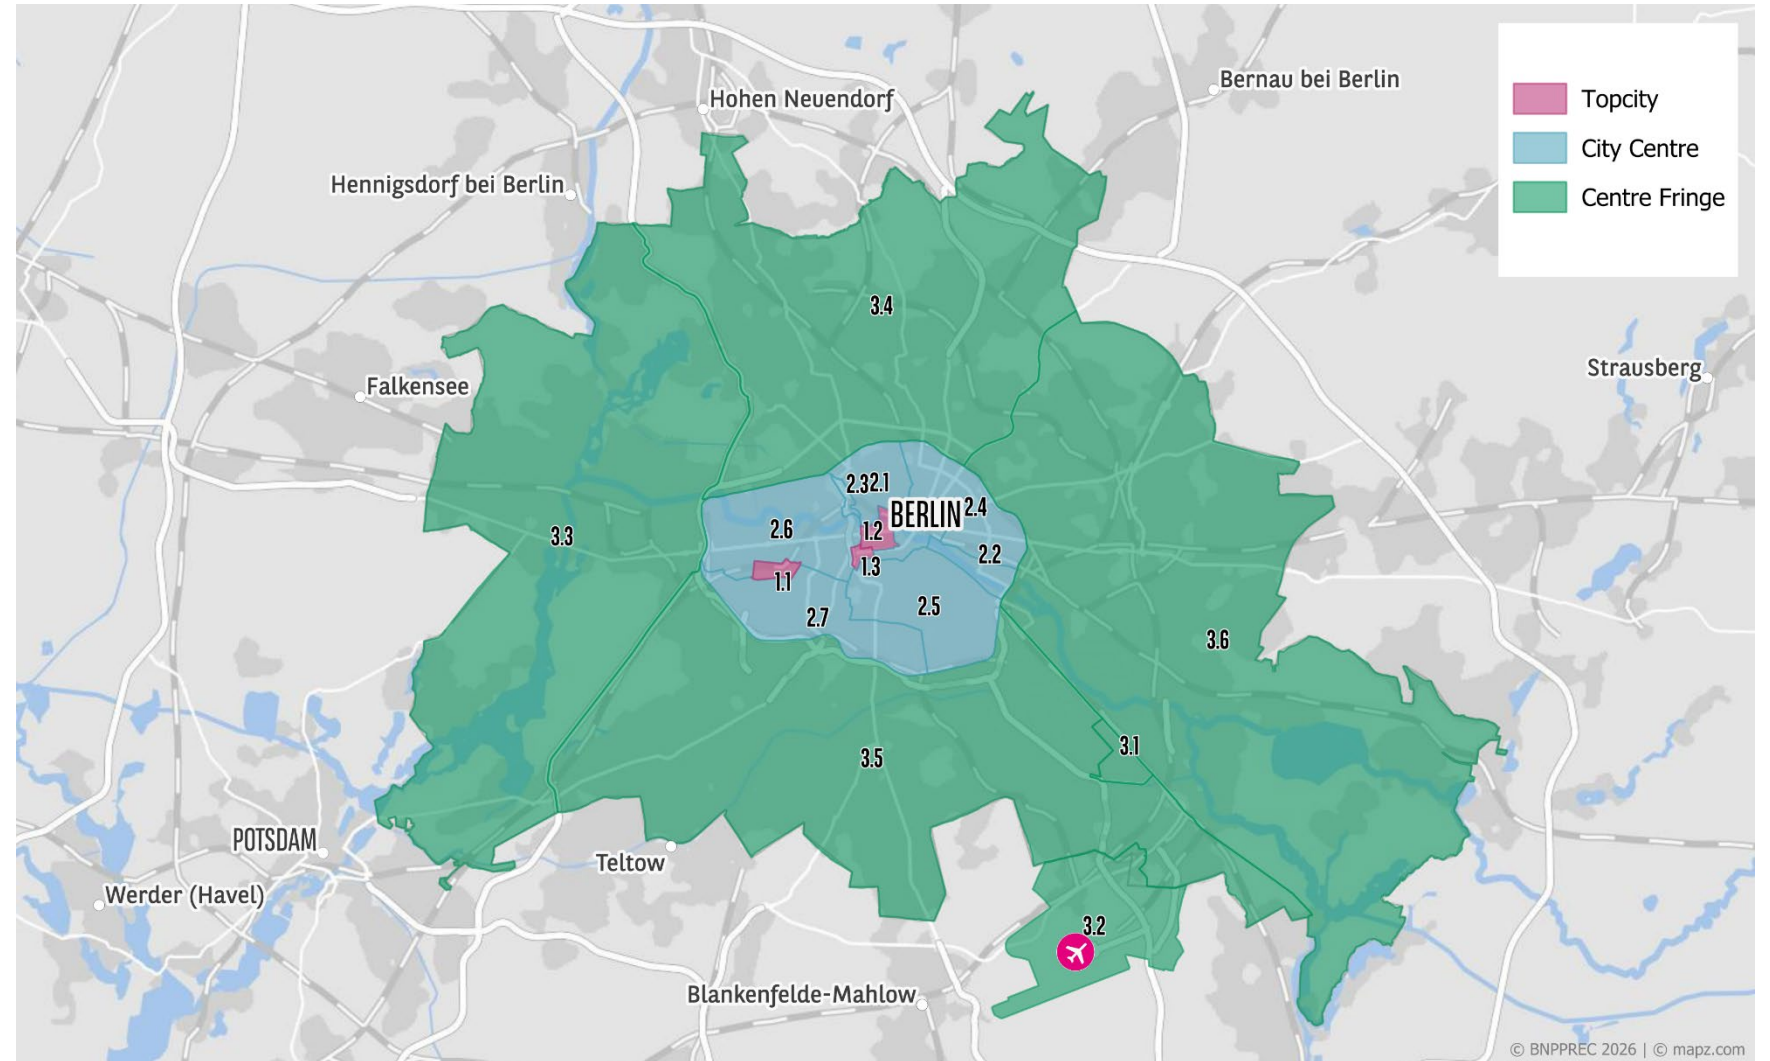 Topcity
City Centre
Centre Fringe
Bernau bei Berlin
Hohen Neuendorf
Hennigsdorf bei Berlin
3.4
Strausberg
Falkensee
2.3
2.1
BERLIN
2.4
2.6
1.2
3.3
2.2
1.3
1.1
2.5
2.7
3.6
3.1
3.5
POTSDAM
Teltow
Werder (Havel)
3.2
Blankenfelde-Mahlow
© BNPPREC 2026 | © mapz.com